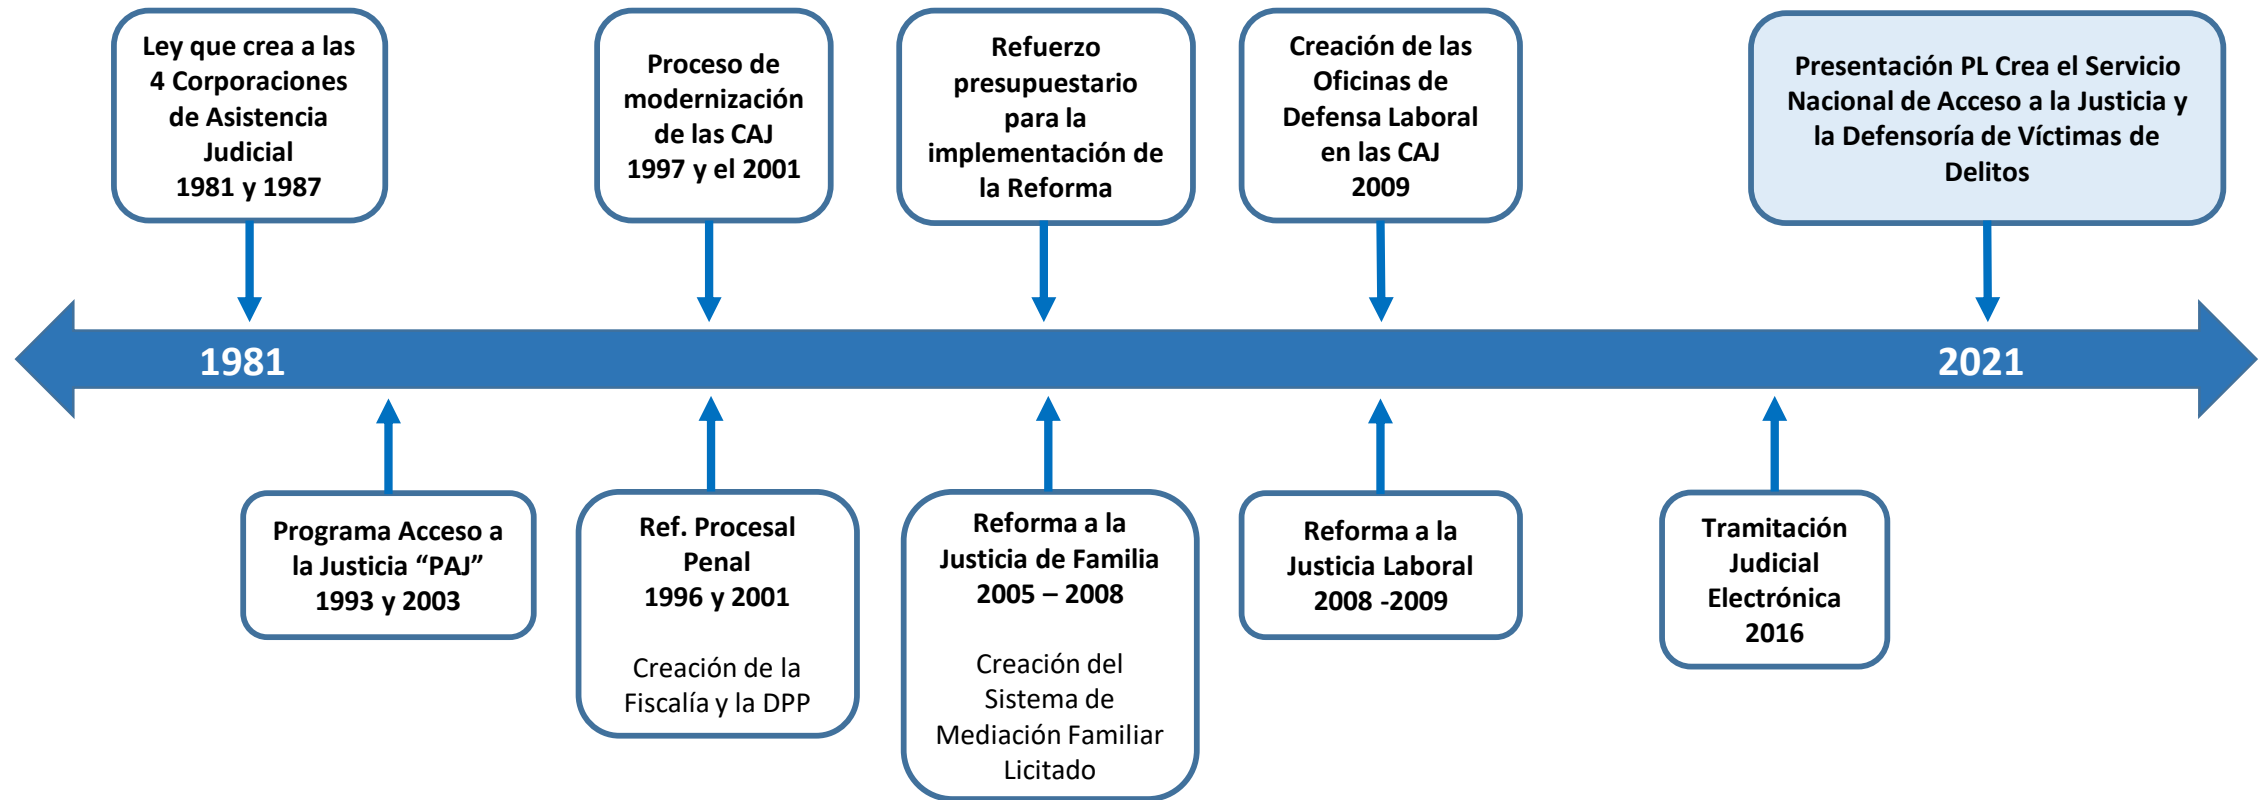 Ley que crea a las
4 Corporaciones
de Asistencia
Judicial
1981 y 1987
Proceso de
modernización
de las CAJ
1997 y el 2001
Refuerzo
presupuestario
para la
implementación de
la Reforma
Creación de las
Oficinas de
Defensa Laboral
en las CAJ
2009
Presentación PL Crea el Servicio
Nacional de Acceso a la Justicia y
la Defensoría de Víctimas de
Delitos
1981
2021
Programa Acceso a
la Justicia “PAJ”
1993 y 2003
Ref. Procesal
Penal
1996 y 2001
Creación de la
Fiscalía y la DPP
Reforma a la
Justicia de Familia
2005 – 2008
Creación del
Sistema de
Mediación Familiar
Licitado
Reforma a la
Justicia Laboral
2008 -2009
Tramitación
Judicial
Electrónica
2016